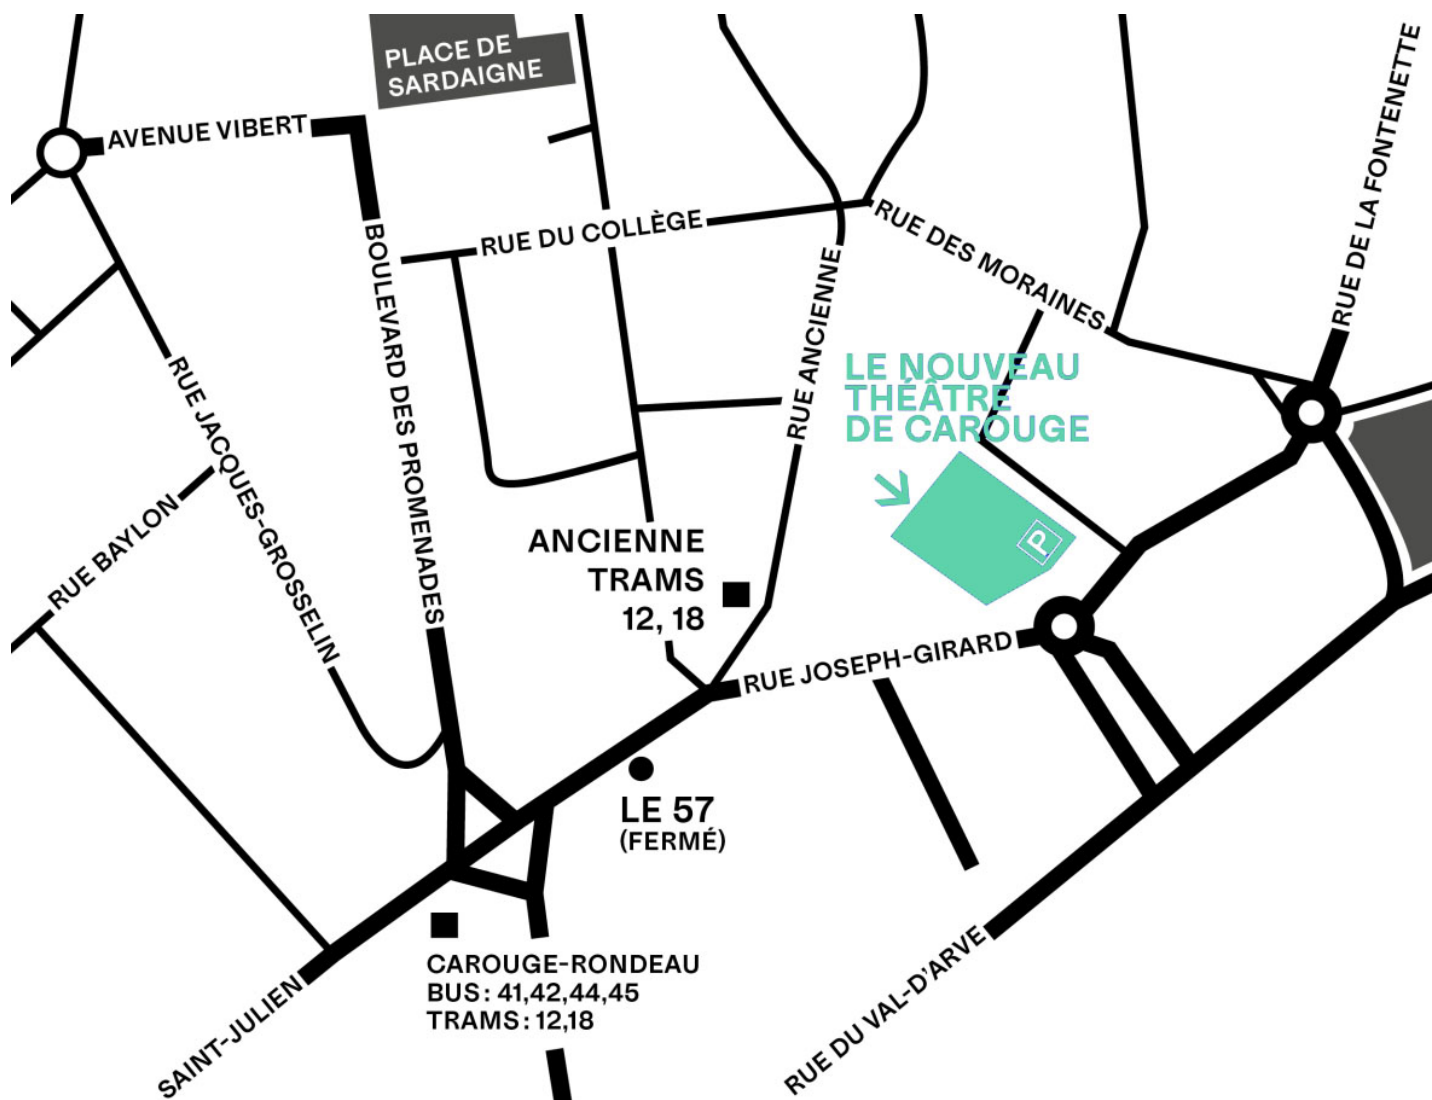 PLACE DE
SARDAIGNE
AVENUE VIBERT
RUE DE LA FONTENETTE
RUE DU COLLÈGE
RUE DES MORAINES
BOULEVARD DES PROMENADES
RUE ANCIENNE
RUE JACQUES-GROSSELIN
LE NOUVEAU
THÉÂTRE
DE CAROUGE
RUE BAYLON
P
ANCIENNE
TRAMS
12, 18
RUE JOSEPH-GIRARD
LE 57
(FERMÉ)
CAROUGE-RONDEAU
BUS: 41,42,44,45
TRAMS: 12,18
SAINT-JULIEN
RUE DU VAL-D'ARVE